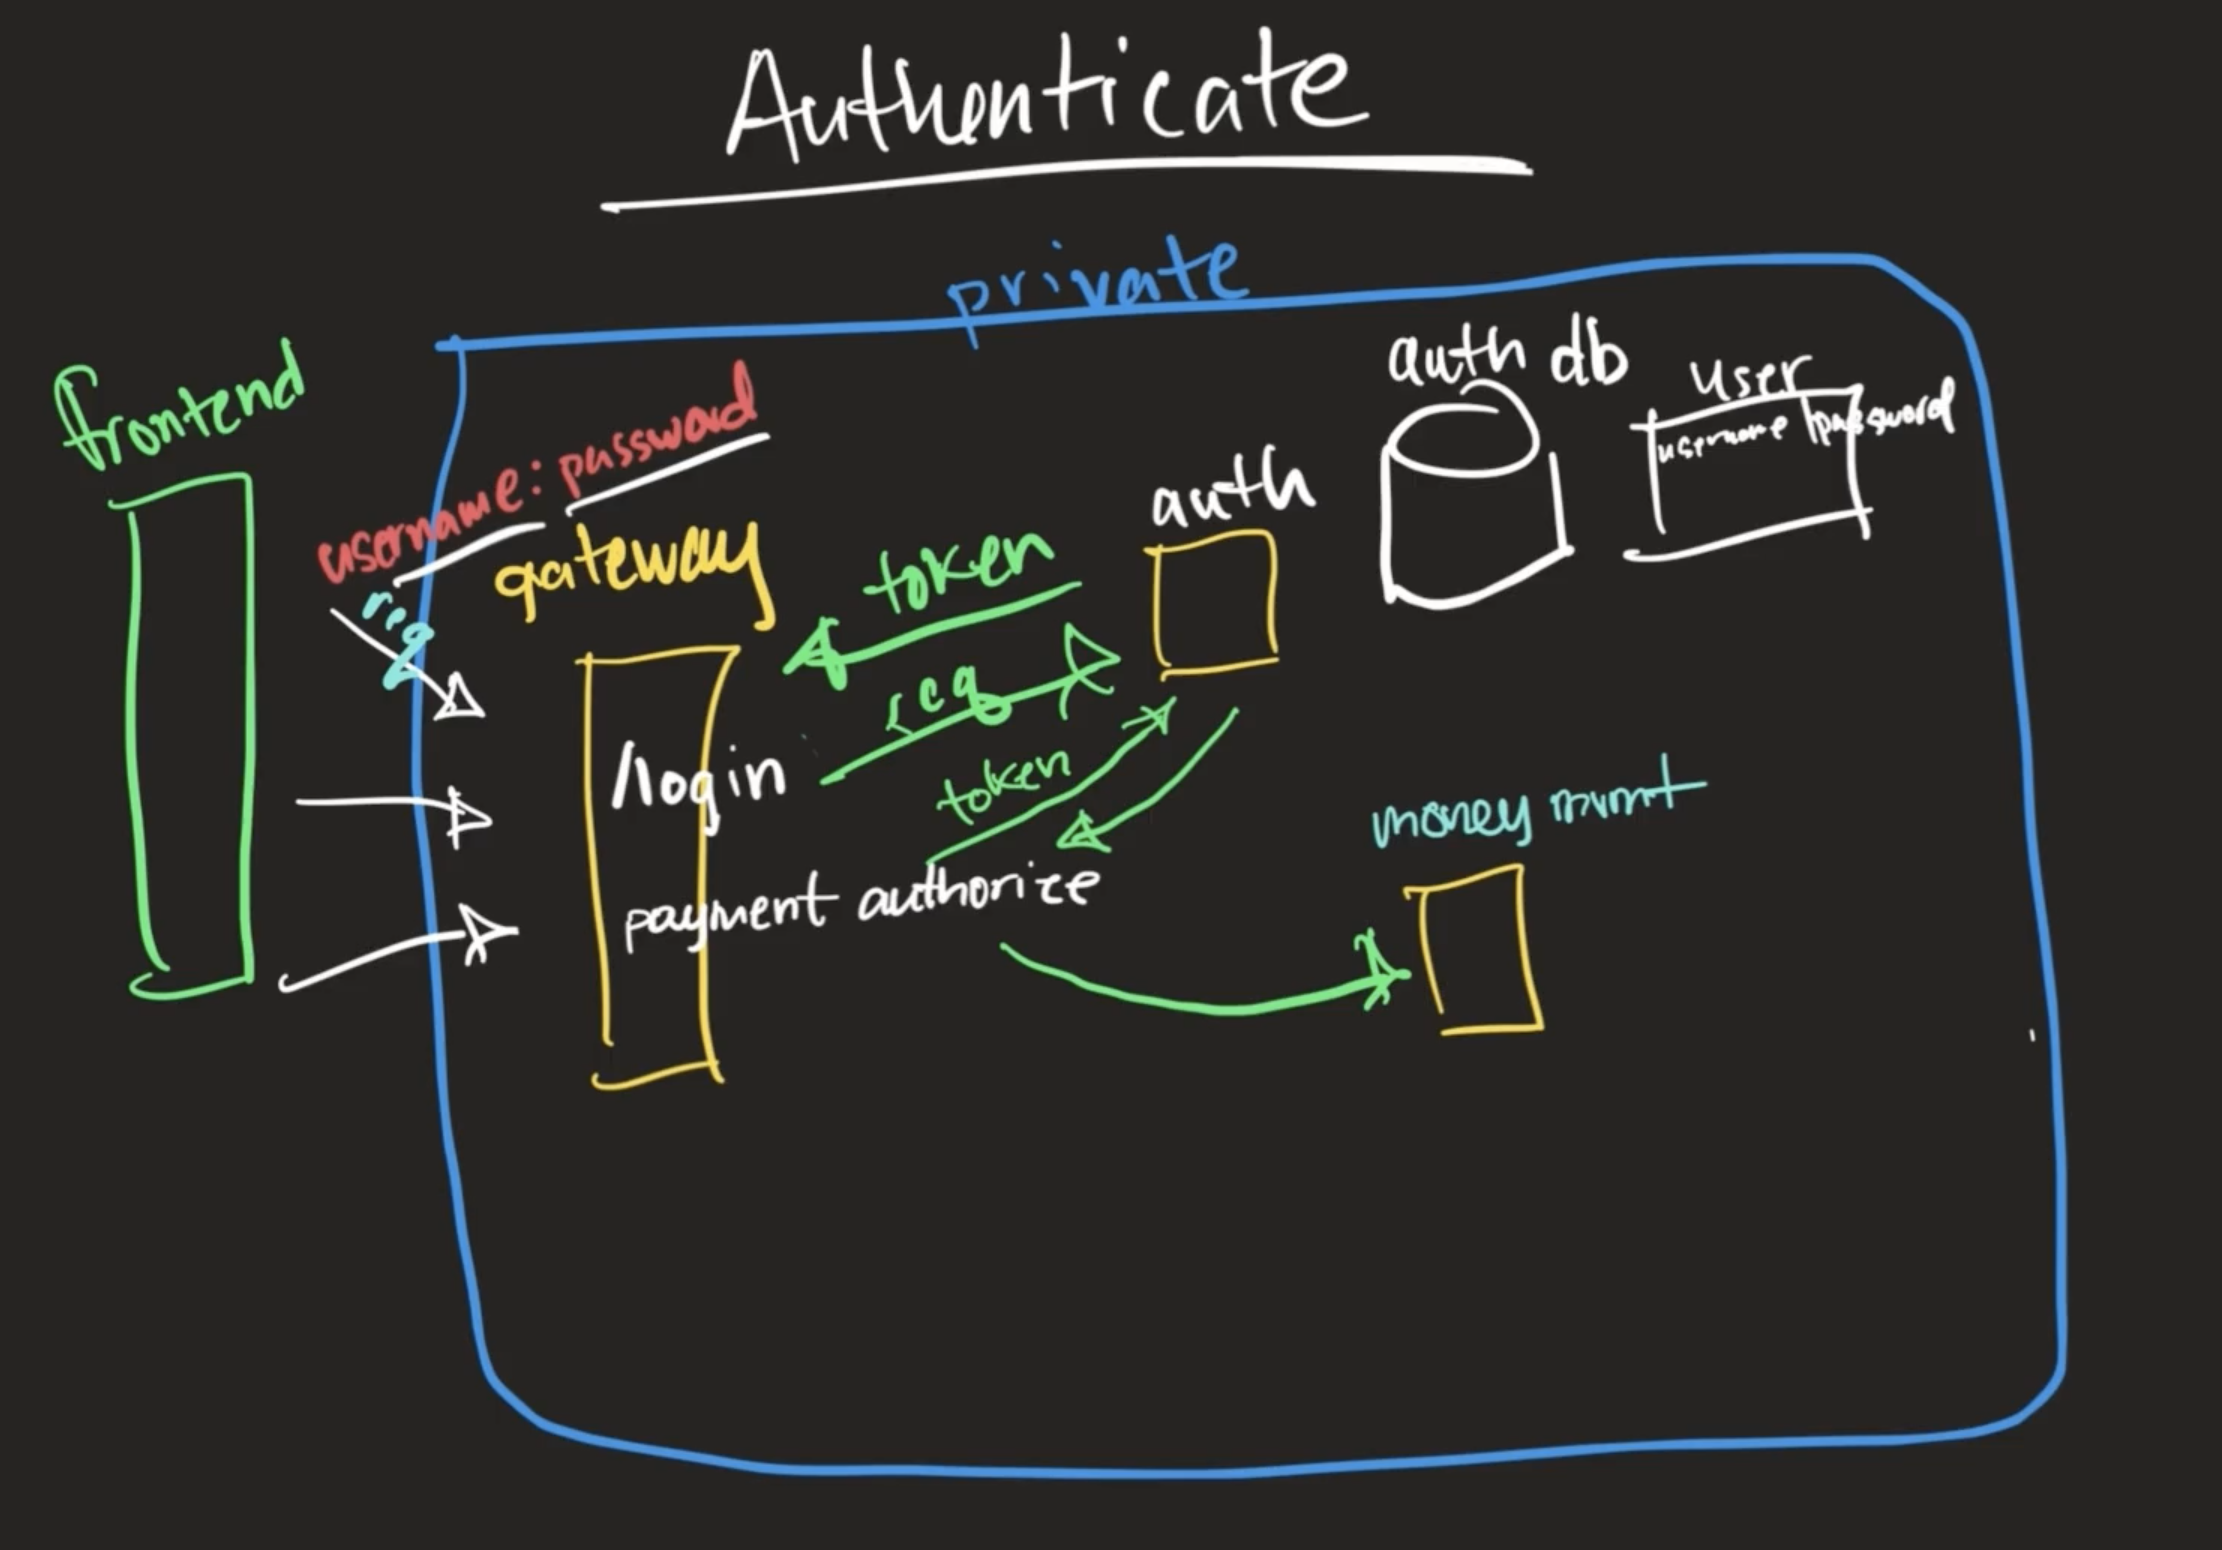 Authenticate
private
frontend
auth db
user
username password
username: password
req
gateway
token
auth
req
/login
token
money mvmt
payment authorize